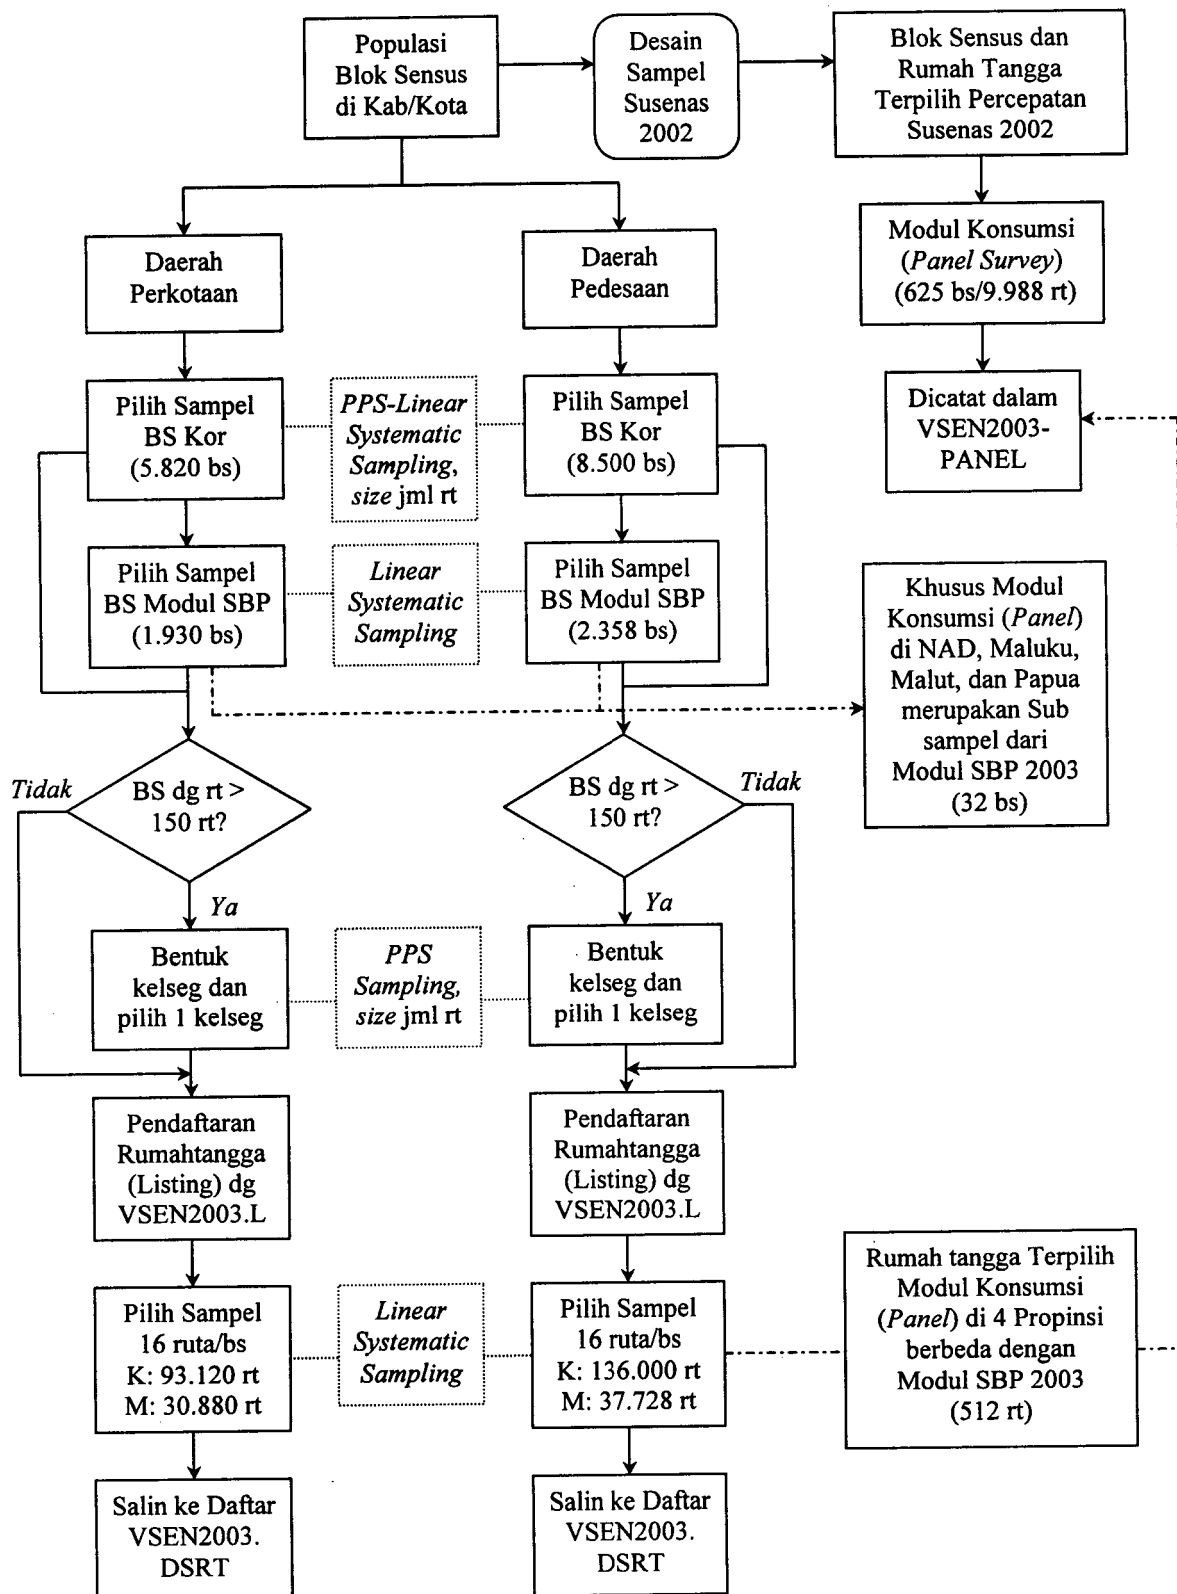 Populasi
Blok Sensus
di Kab/Kota
Desain
Sampel
Susenas
2002
Blok Sensus dan
Rumah Tangga
Terpilih Percepatan
Susenas 2002
Modul Konsumsi
(Panel Survey)
(625 bs/9.988 rt)
Daerah
Perkotaan
Daerah
Pedesaan
Pilih Sampel
BS Kor
(5.820 bs)
PPS-Linear
Systematic
Sampling,
size jml rt
Pilih Sampel
BS Kor
(8.500 bs)
Dicatat dalam
VSEN2003-
PANEL
Pilih Sampel
BS Modul SBP
(1.930 bs)
Linear
Systematic
Sampling
Pilih Sampel
BS Modul SBP
(2.358 bs)
Khusus Modul
Konsumsi (Panel)
di NAD, Maluku,
Malut, dan Papua
merupakan Sub
sampel dari
Modul SBP 2003
(32 bs)
Tidak
BS dg rt >
150 rt?
BS dg rt >
150 rt?
Tidak
Ya
Ya
Bentuk
kelseg dan
pilih 1 kelseg
PPS
Sampling,
size jml rt
Bentuk
kelseg dan
pilih 1 kelseg
Pendaftaran
Rumahtangga
(Listing) dg
VSEN2003.L
Pendaftaran
Rumahtangga
(Listing) dg
VSEN2003.L
Pilih Sampel
16 ruta/bs
K: 93.120 rt
M: 30.880 rt
Linear
Systematic
Sampling
Pilih Sampel
16 ruta/bs
K: 136.000 rt
M: 37.728 rt
Rumah tangga Terpilih
Modul Konsumsi
(Panel) di 4 Propinsi
berbeda dengan
Modul SBP 2003
(512 rt)
Salin ke Daftar
VSEN2003.
DSRT
Salin ke Daftar
VSEN2003.
DSRT